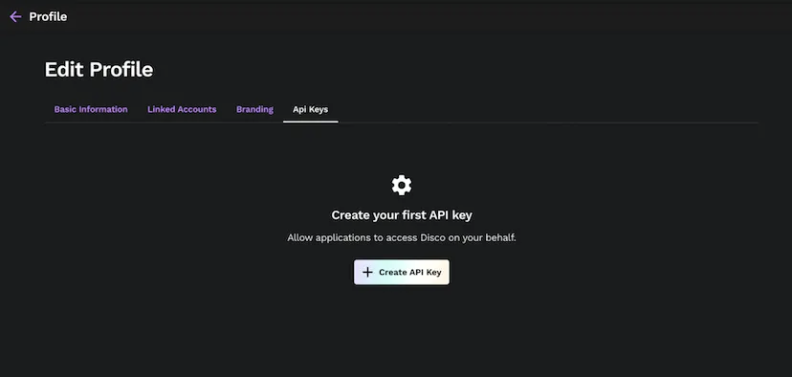 Profile
Edit Profile
Basic Information Linked Accounts Branding Api Keys
Create your first API key
Allow applications to access Disco on your behalf.
Create API Key